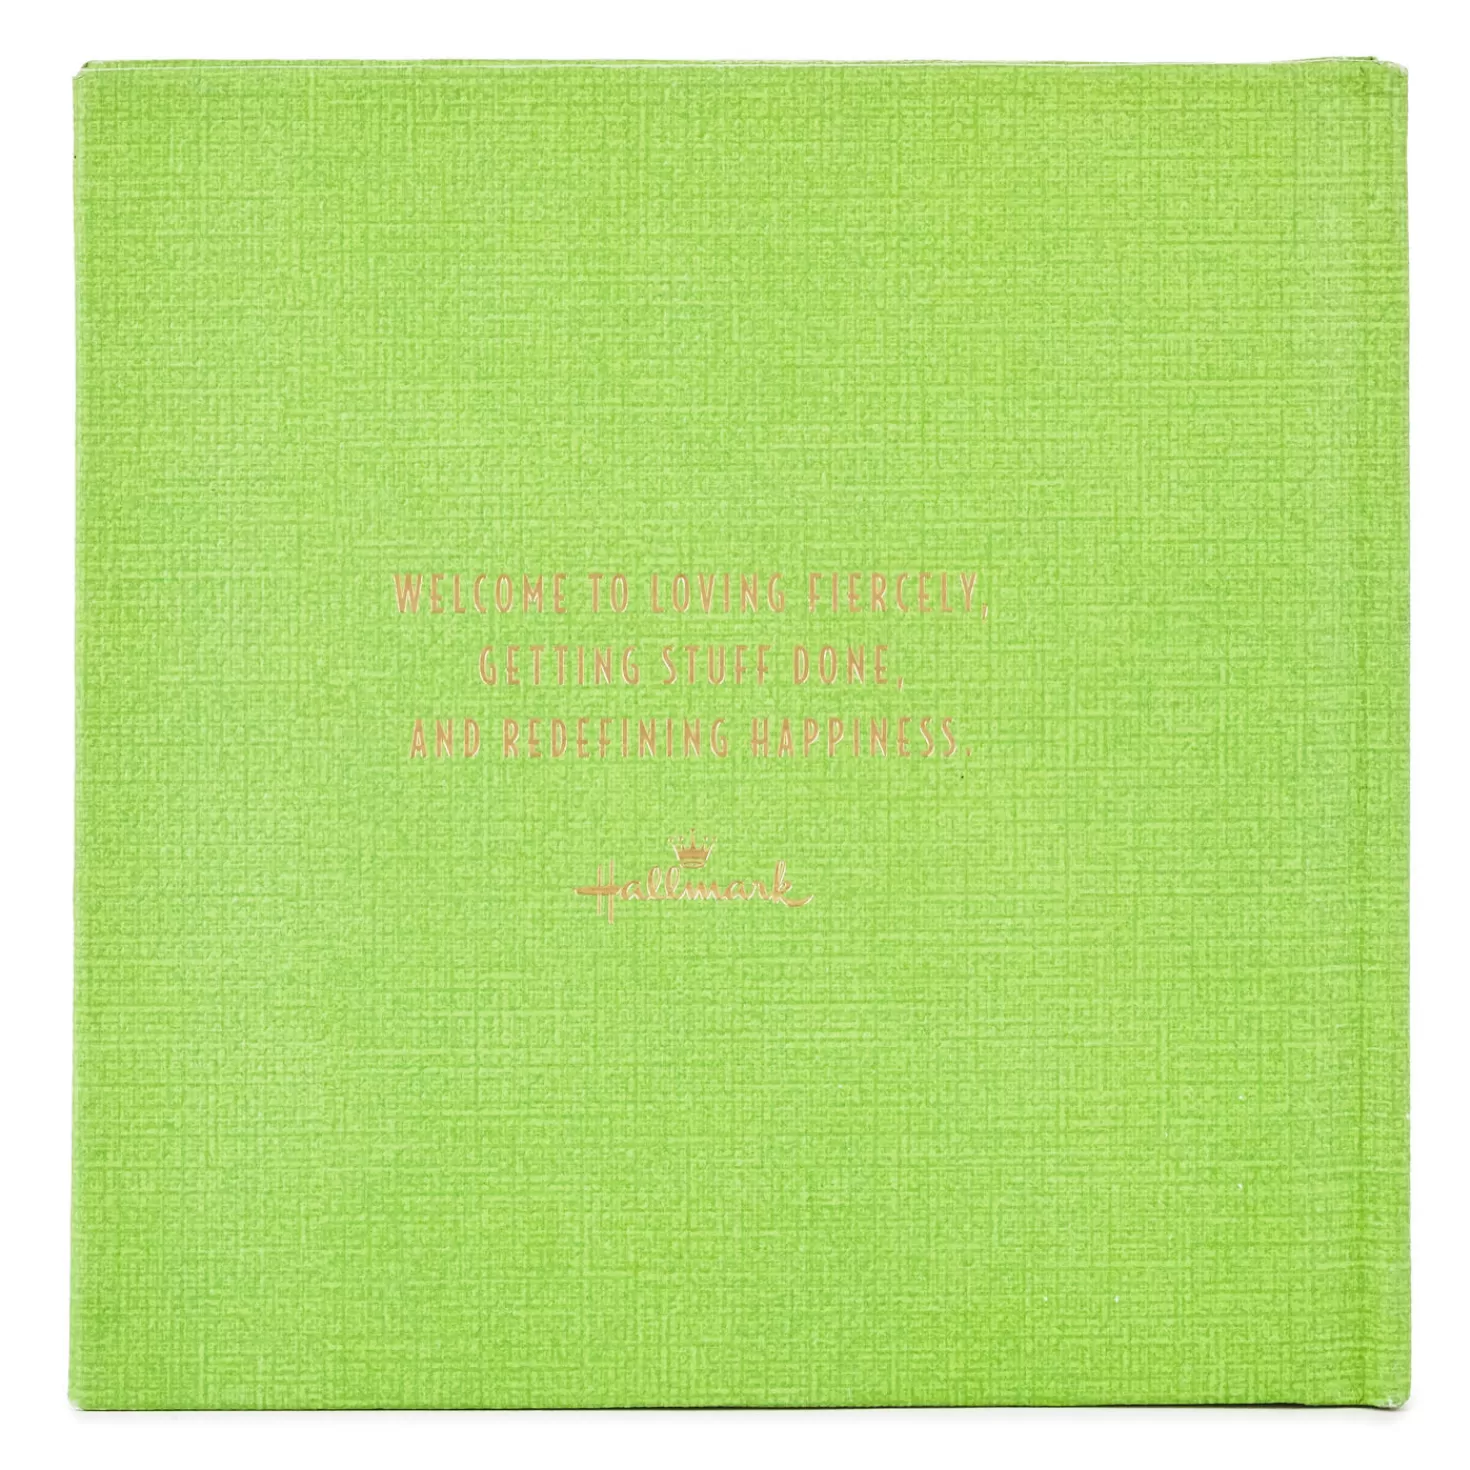 WELCOME TO LOVING FIERCELY,
GETTING STUFF DONE,
AND REDEFINING HAPPINESS.
Hallmark